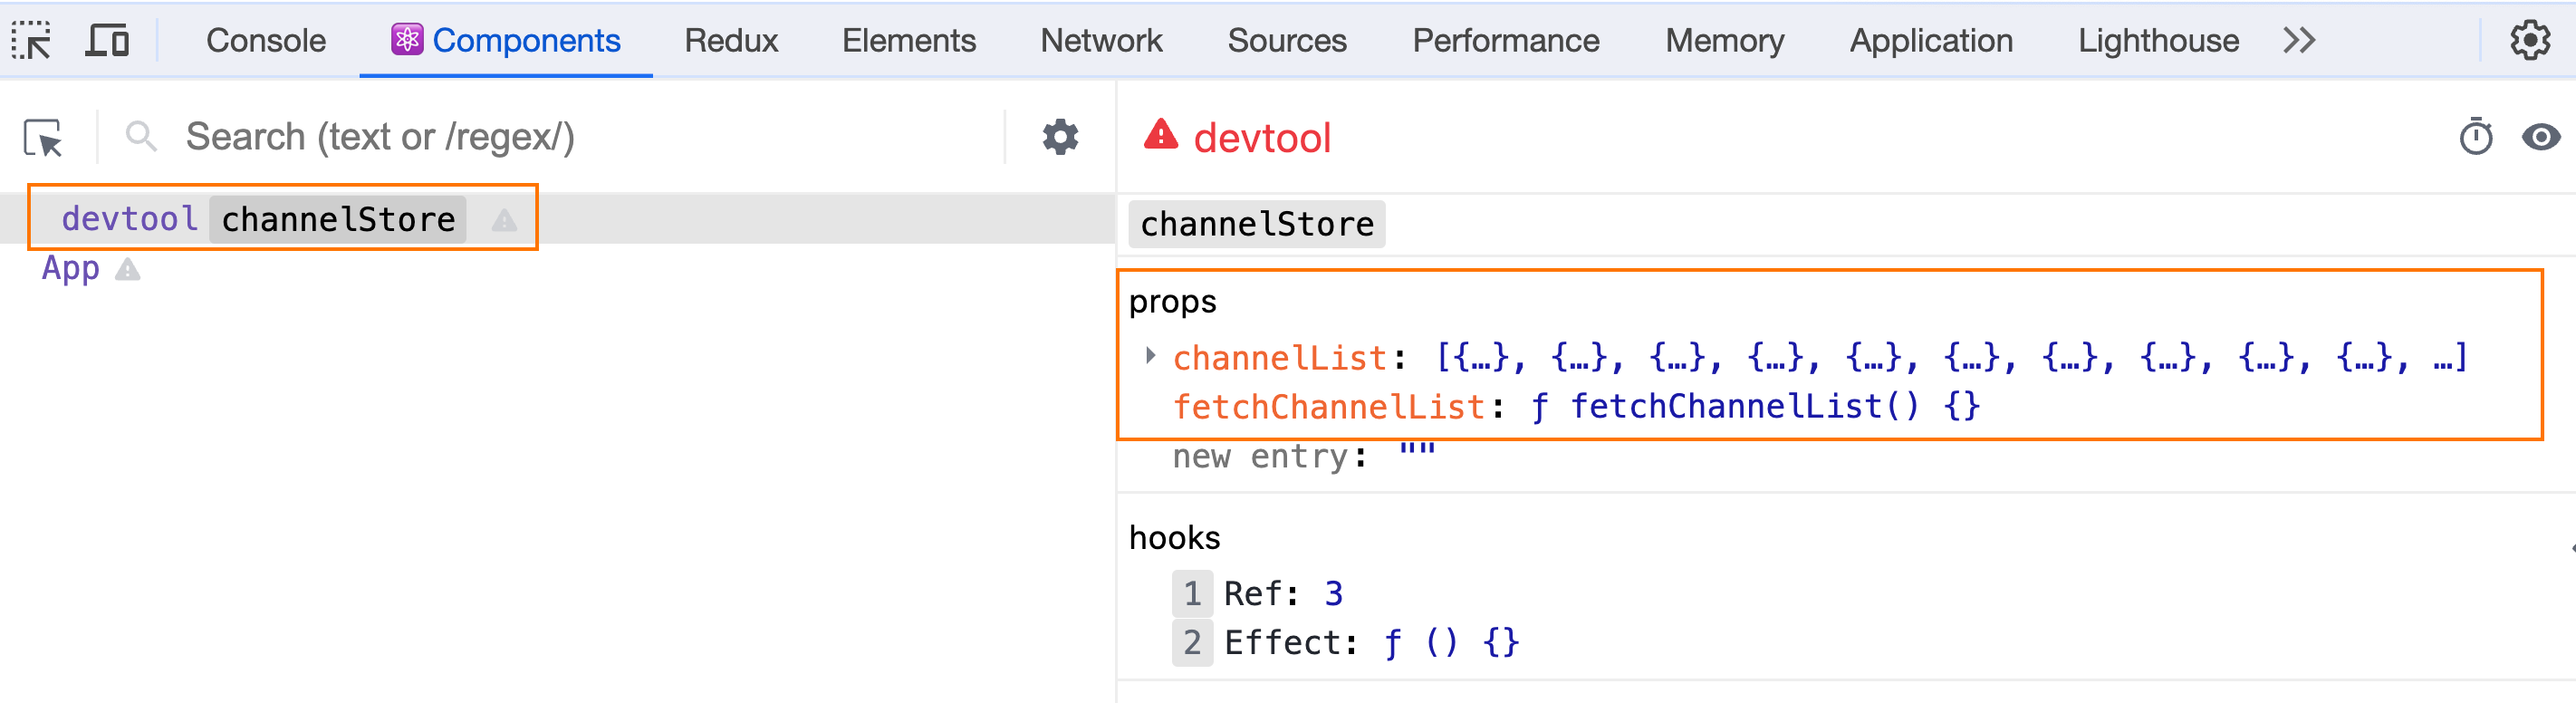 Console Components Redux Elements Network Sources Performance Memory Application Lighthouse
Search (text or /regex/)
devtool channelStore
App
devtool
channelStore
props
channelList: [{…}, {…}, {…}, {…}, {…}, {…}, {…}, {…}, {…}, {…}, …]
fetchChannelList: ƒ fetchChannelList() {}
new entry: ""
hooks
1 Ref: 3
2 Effect: ƒ () {}